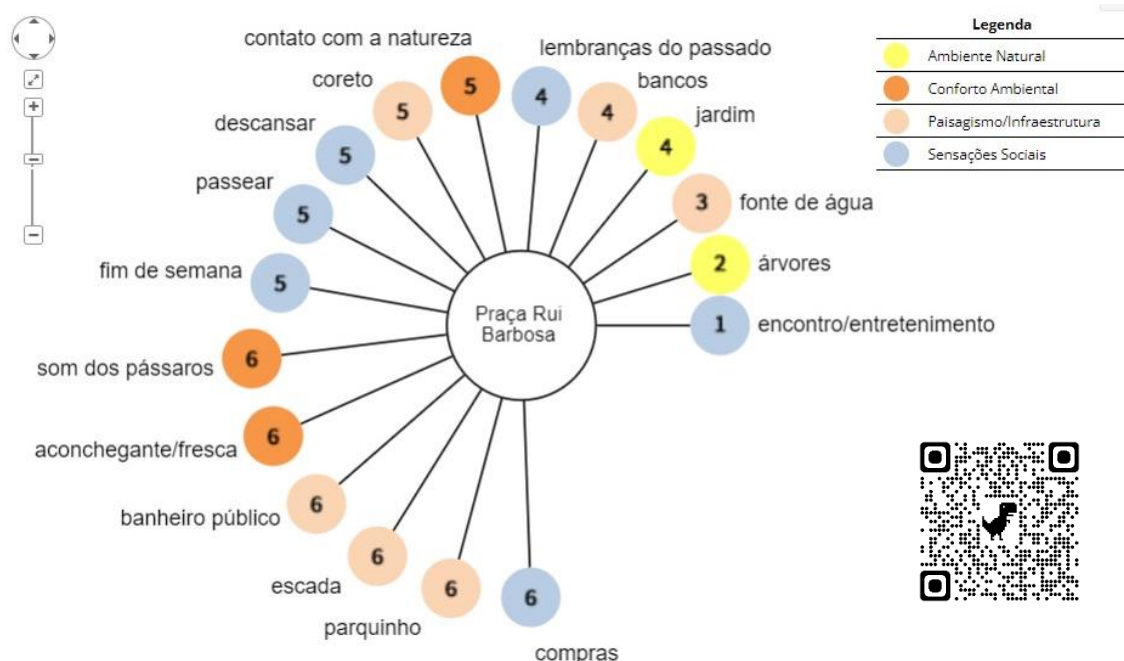 contato com a natureza
5
lembranças do passado
4
coreto
5
bancos
4
descansar
5
jardim
4
passear
5
fonte de água
3
árvores
2
fim de semana
5
encontro/entretenimento
1
Praça Rui
Barbosa
som dos pássaros
6
aconchegante/fresca
6
banheiro público
6
escada
6
parquinho
6
compras
6
Legenda
Ambiente Natural
Conforto Ambiental
Paisagismo/Infraestrutura
Sensações Sociais